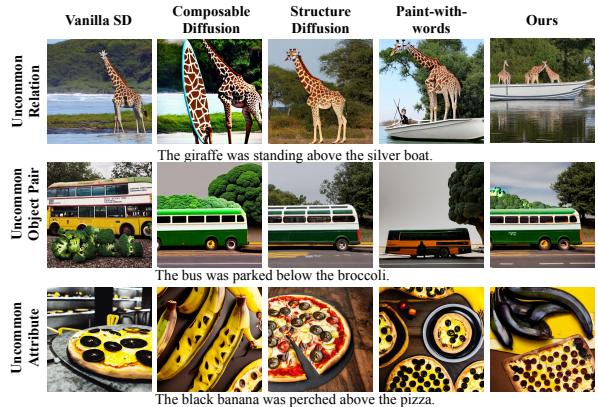 Vanilla SD
Composable
Diffusion
Structure
Diffusion
Paint-with-
words
Ours
Uncommon
Relation
The giraffe was standing above the silver boat.
Uncommon
Object Pair
The bus was parked below the broccoli.
Uncommon
Attribute
The black banana was perched above the pizza.